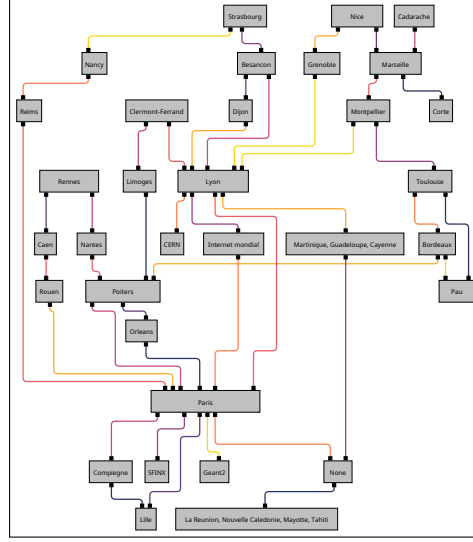 Strasbourg
Nice
Cadarache
Nancy
Besancon
Grenoble
Marseille
Reims
Clermont-Ferrand
Dijon
Montpellier
Corte
Rennes
Limoges
Lyon
Toulouse
Caen
Nantes
CERN
Internet mondial
Martinique, Guadeloupe, Cayenne
Bordeaux
Rouen
Poiters
Pau
Orleans
Paris
Compiegne
SFINX
Geant2
None
Lille
La Reunion, Nouvelle Caledonie, Mayotte, Tahiti